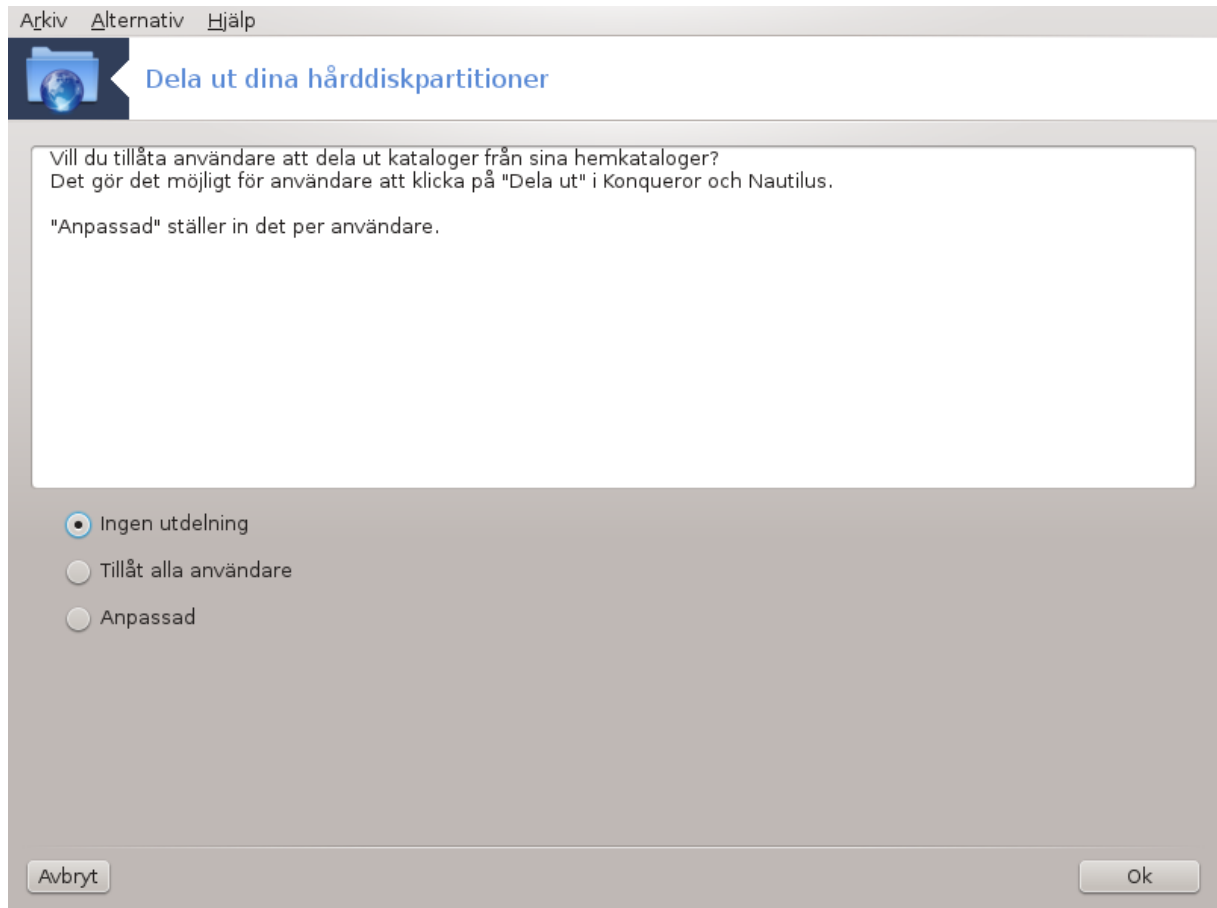 Arkiv Alternativ Hjälp
Dela ut dina hårddiskpartitioner
Vill du tillåta användare att dela ut kataloger från sina hemkataloger?
Det gör det möjligt för användare att klicka på "Dela ut" i Konqueror och Nautilus.
"Anpassad" ställer in det per användare.
Ingen utdelning
Tillåt alla användare
Anpassad
Avbryt Ok